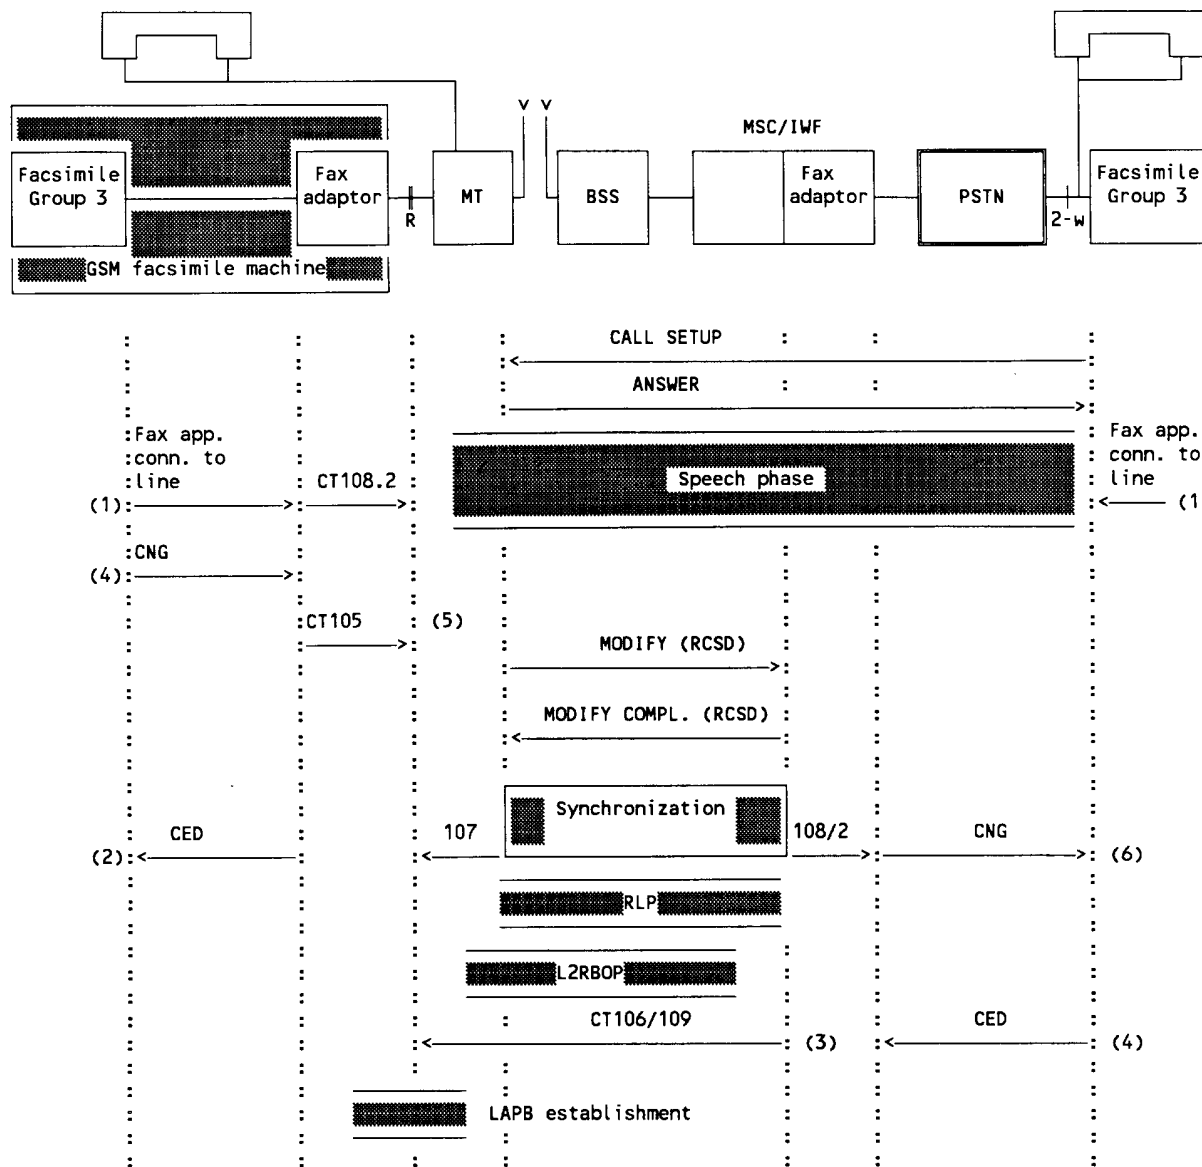 MSC/IWF
Facsimile
Group 3
Fax
adaptor
R
MT
BSS
Fax
adaptor
PSTN
2-w
Facsimile
Group 3
GSM facsimile machine
CALL SETUP
ANSWER
Fax app.
conn. to
line
Fax app.
conn. to
line
CT108.2
Speech phase
(1)
(1
CNG
(4)
CT105
(5)
MODIFY (RCSD)
MODIFY COMPL. (RCSD)
Synchronization
CED
107
108/2
CNG
(2)
(6)
RLP
L2RBOP
CT106/109
CED
(3)
(4)
LAPB establishment